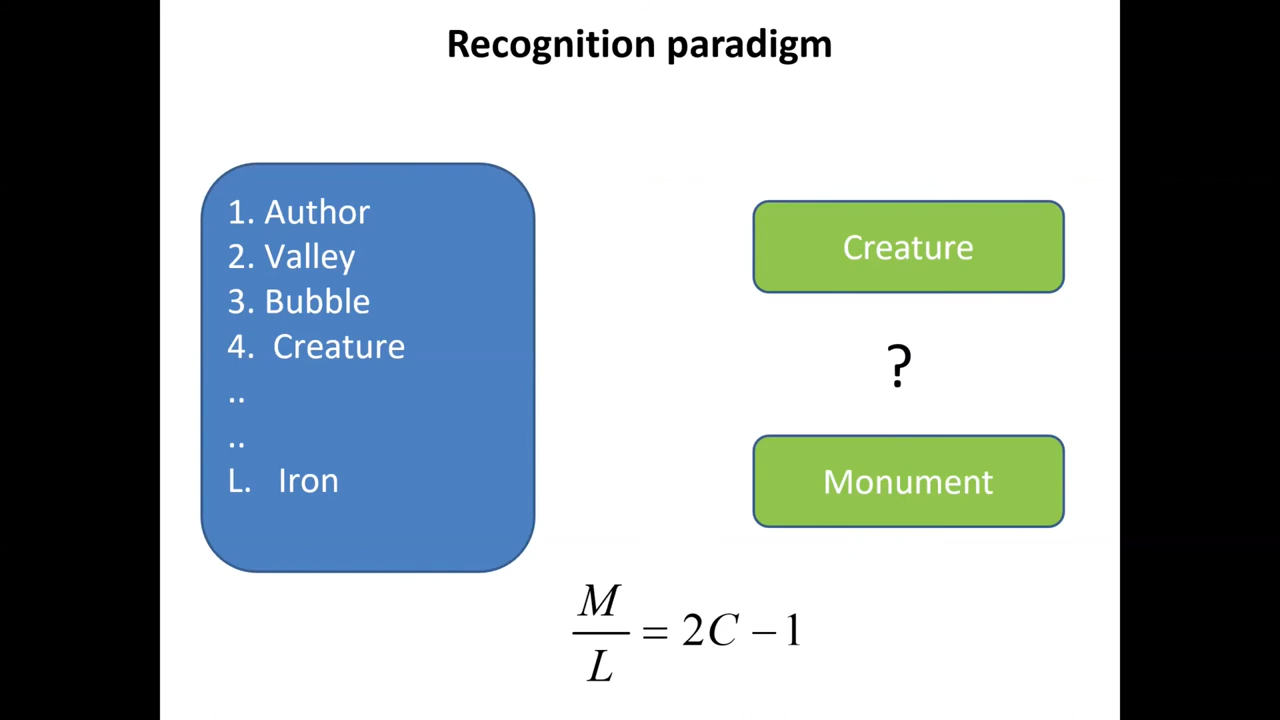 Recognition paradigm
1. Author
2. Valley
3. Bubble
4. Creature
..
..
L. Iron
Creature
?
Monument
M/L = 2C − 1